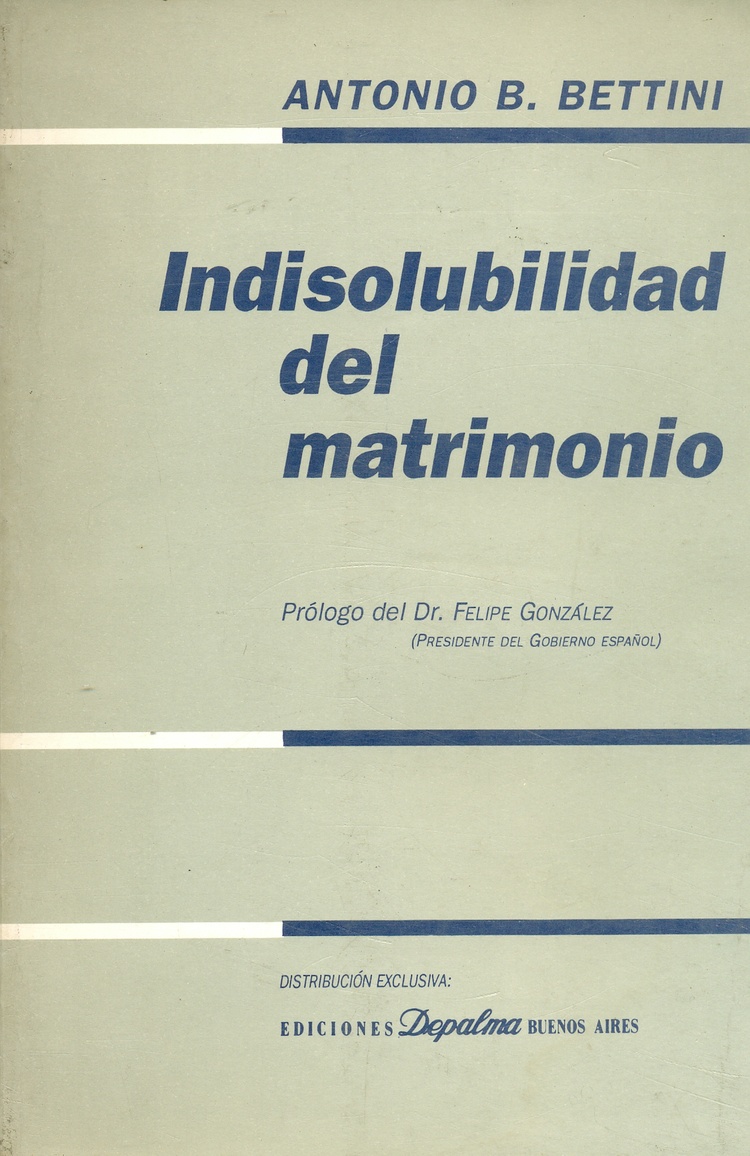 ANTONIO B. BETTINI
Indisolubilidad
del
matrimonio
Prólogo del Dr. FELIPE GONZÁLEZ
(PRESIDENTE DEL GOBIERNO ESPAÑOL)
DISTRIBUCIÓN EXCLUSIVA:
EDICIONES Depalma BUENOS AIRES